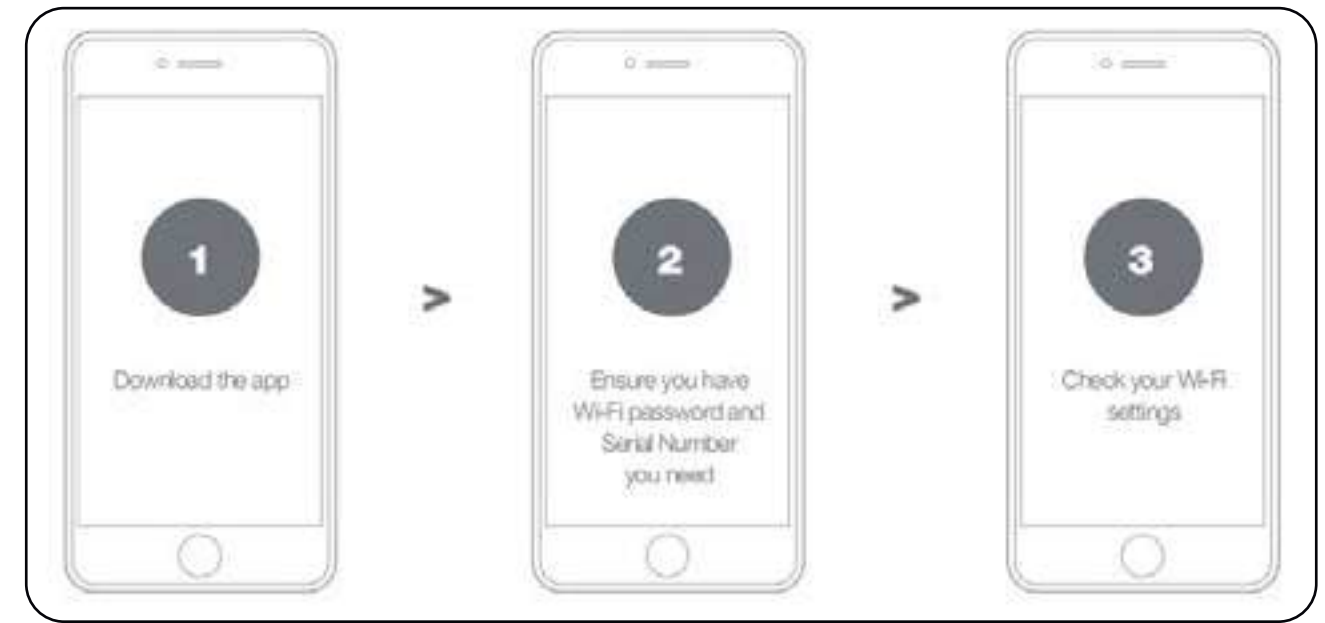 1
Download the app
>
2
Ensure you have
Wi-Fi password and
Serial Number
you need
>
3
Check your Wi-Fi
settings